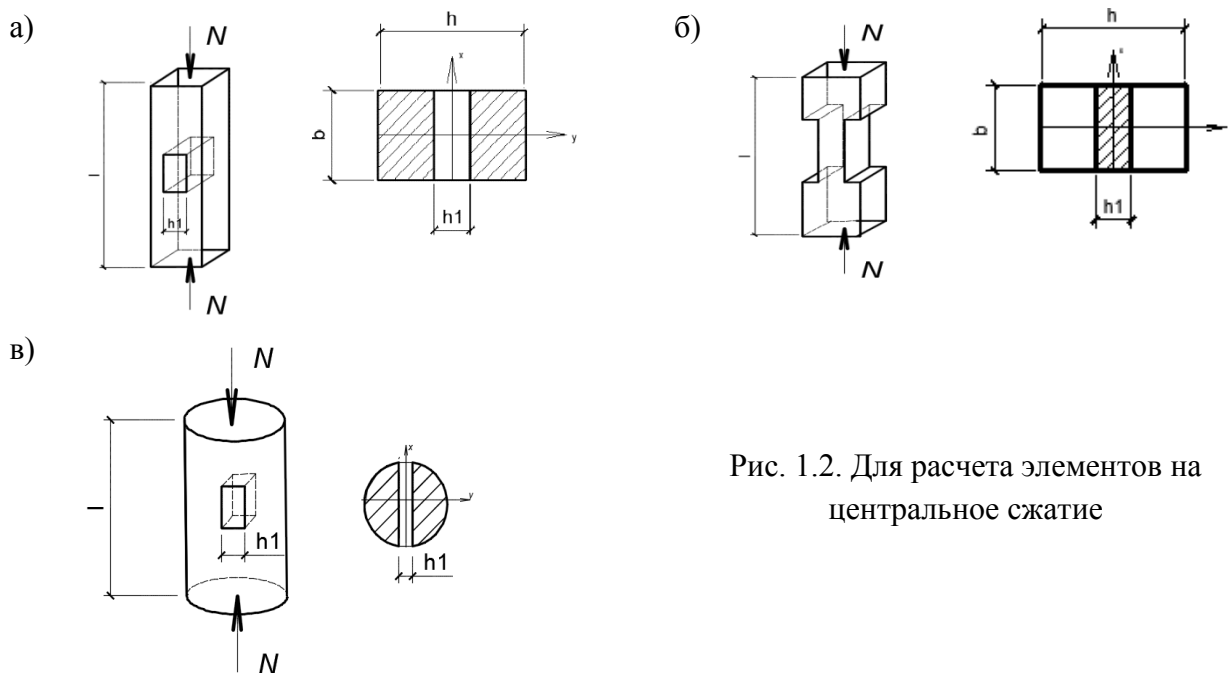 а)
N
l
h1
N
h
b
x
y
h1
б)
N
l
N
h
b
h1
в)
N
l
h1
N
x
y
h1
Рис. 1.2. Для расчета элементов на
центральное сжатие